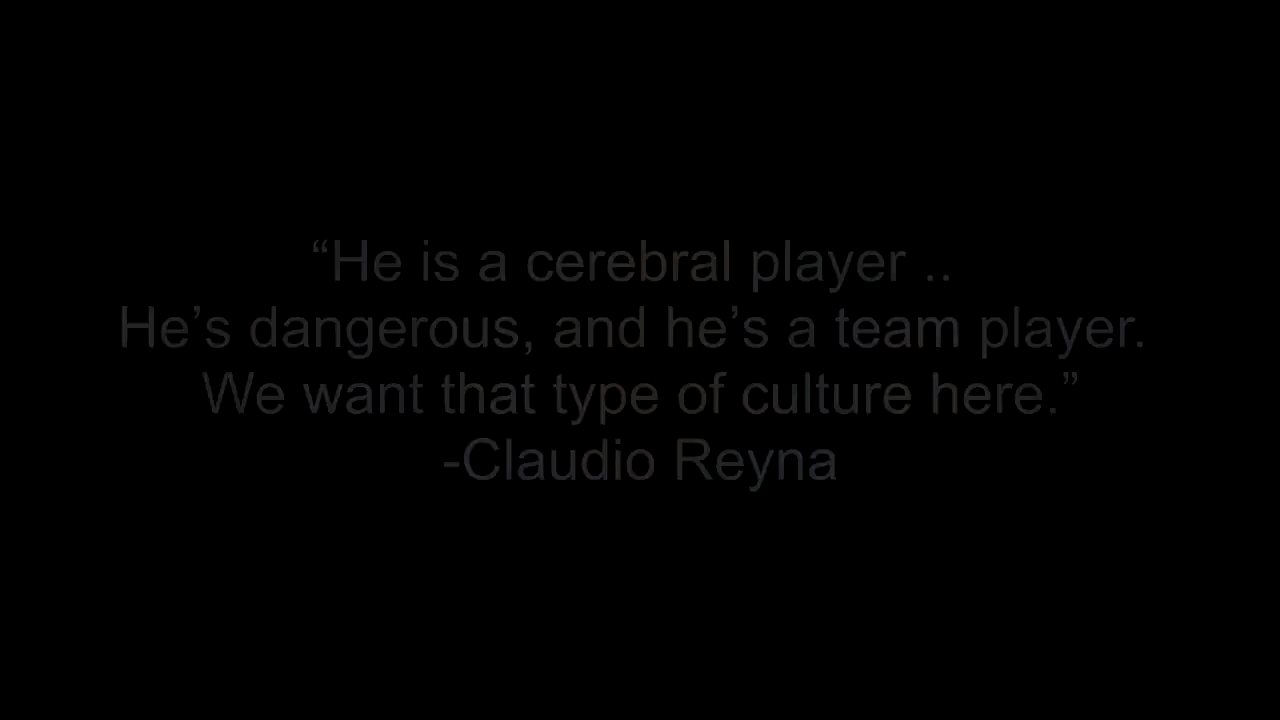 “He is a cerebral player ..
He’s dangerous, and he’s a team player.
We want that type of culture here.”
-Claudio Reyna